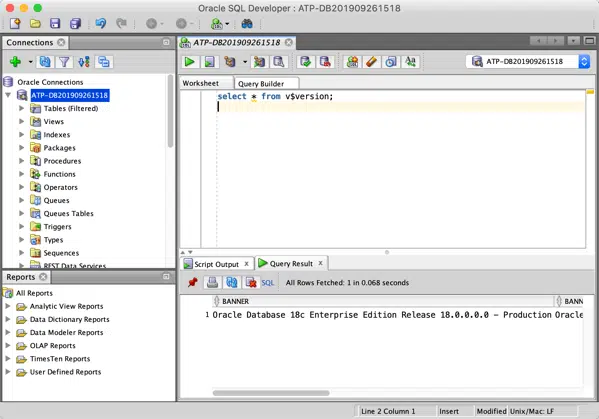 Oracle SQL Developer : ATP-DB201909261518
Connections
ATP-DB201909261518
ATP-DB201909261518
Worksheet Query Builder
Oracle Connections
ATP-DB201909261518
Tables (Filtered)
Views
Indexes
Packages
Procedures
Functions
Operators
Queues
Queues Tables
Triggers
Types
Sequences
REST Data Services
select * from v$version;
Reports
All Reports
Analytic View Reports
Data Dictionary Reports
Data Modeler Reports
OLAP Reports
TimesTen Reports
User Defined Reports
Script Output Query Result
SQL All Rows Fetched: 1 in 0.068 seconds
BANNER BANN
1 Oracle Database 18c Enterprise Edition Release 18.0.0.0.0 - Production Oracle
Line 2 Column 1 Insert Modified Unix/Mac: LF